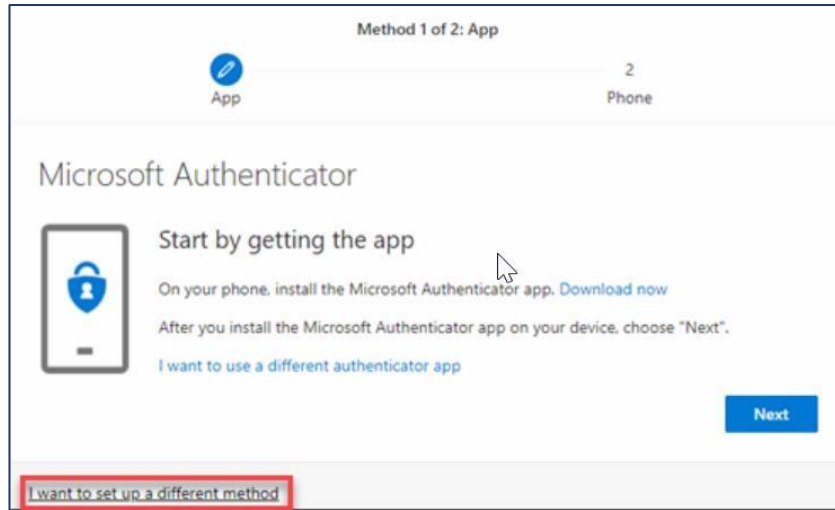 Method 1 of 2: App
2
App
Phone
Microsoft Authenticator
Start by getting the app
On your phone, install the Microsoft Authenticator app. Download now
After you install the Microsoft Authenticator app on your device, choose "Next".
I want to use a different authenticator app
Next
I want to set up a different method